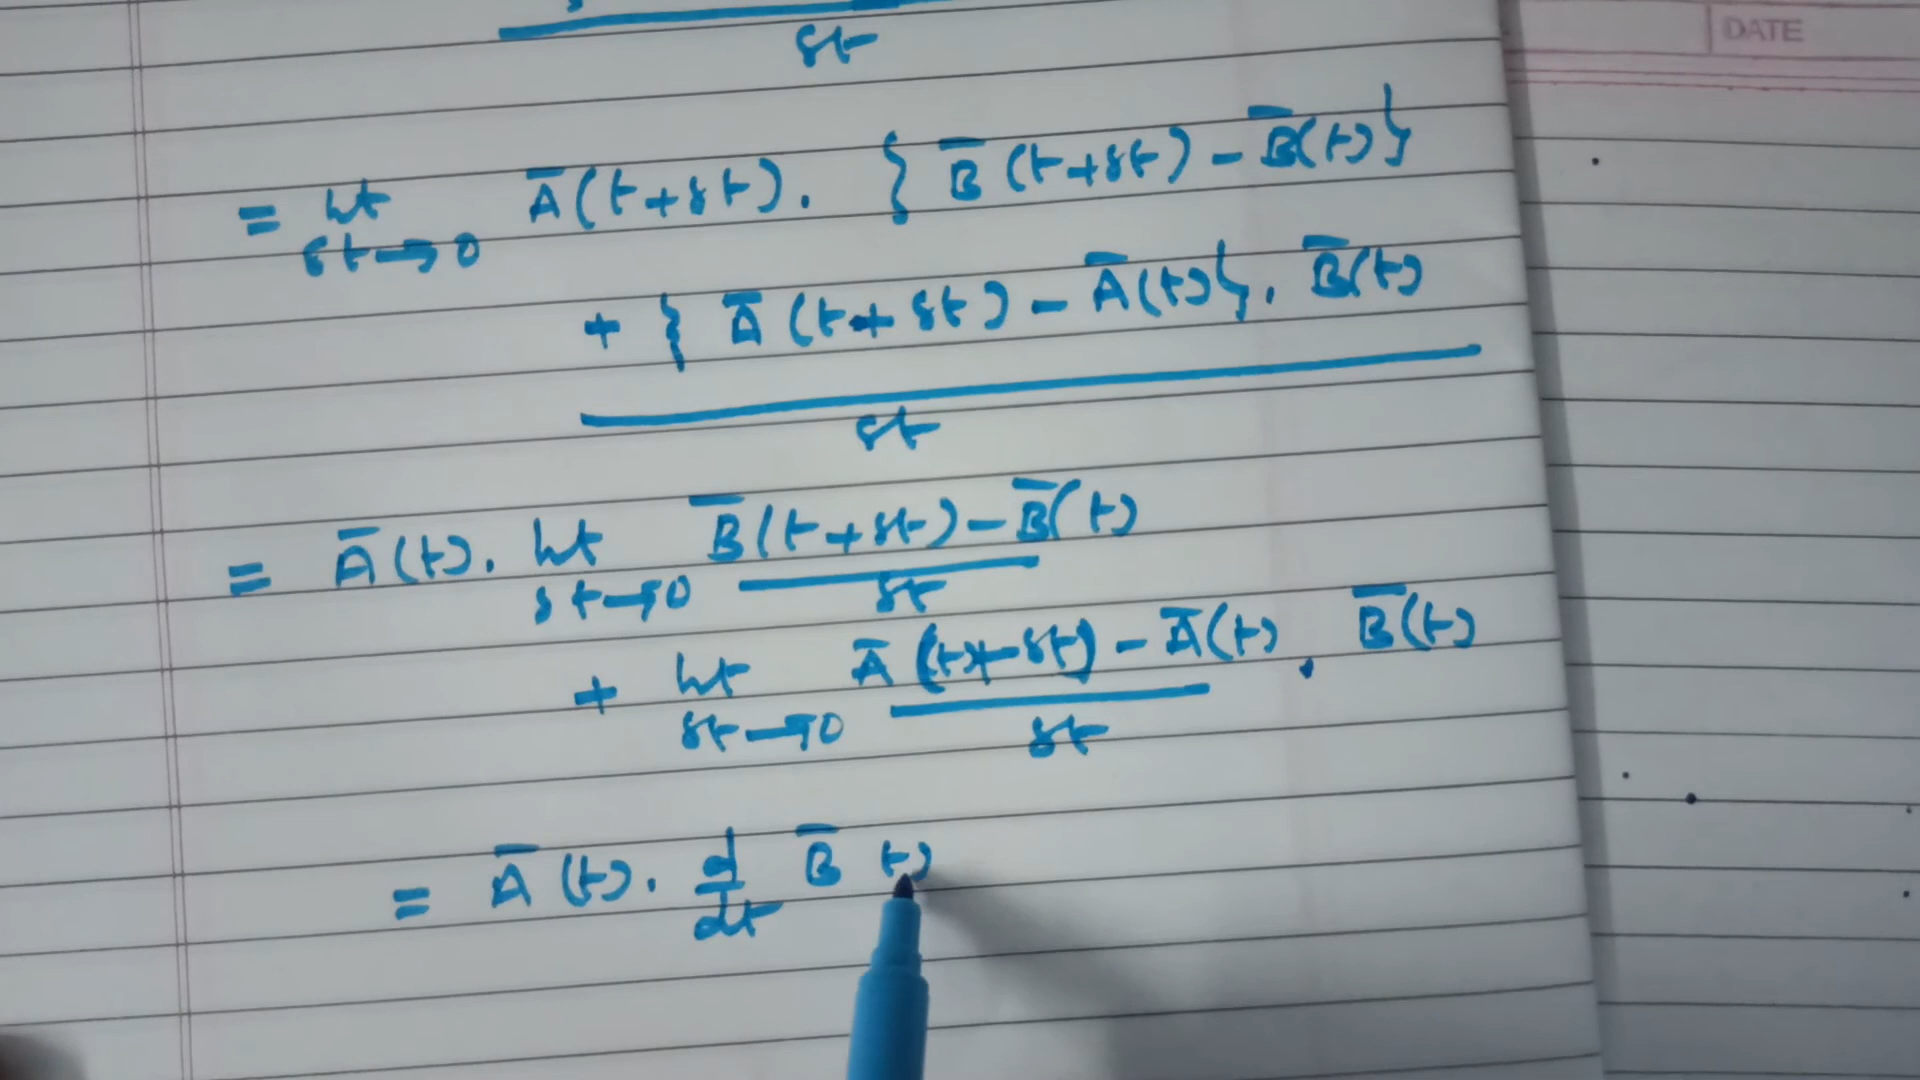 DATE
δt
= Lt A̅(t+δt). { B̅(t+δt) - B̅(t)}
δt→0
+ { A̅(t+δt) - A̅(t)}. B̅(t)
δt
= A̅(t). Lt B̅(t+δt) - B̅(t)
δt→0 δt
+ Lt A̅(t+δt) - A̅(t) . B̅(t)
δt→0 δt
= A̅(t). d B̅ t)
dt